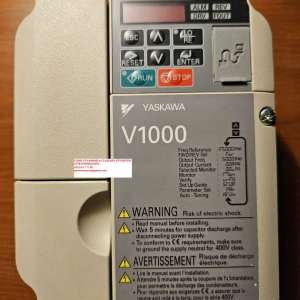 ALM REV
DRV FOUT
ESC
RESET ENTER
RUN STOP
YASKAWA
V1000
Freq Reference
FWD/REV Sel
Output Freq
Output Current
Selected Monitor
Monitor
Verify
Set Up Guide
Parameter Set
Auto - Tuning
WARNING
Risk of electric shock.
• Read manual before installing.
• Wait 5 minutes for capacitor discharge after
disconnecting power supply.
• To conform to CE requirements, make sure
to ground the supply neutral for 400V class.
AVERTISSEMENT
Risque de décharge
électrique.
• Lire le manuel avant l'installation.
• Attendre 5 minutes après la coupure de l'alimentation,
pour permettre la décharge des condensateurs.